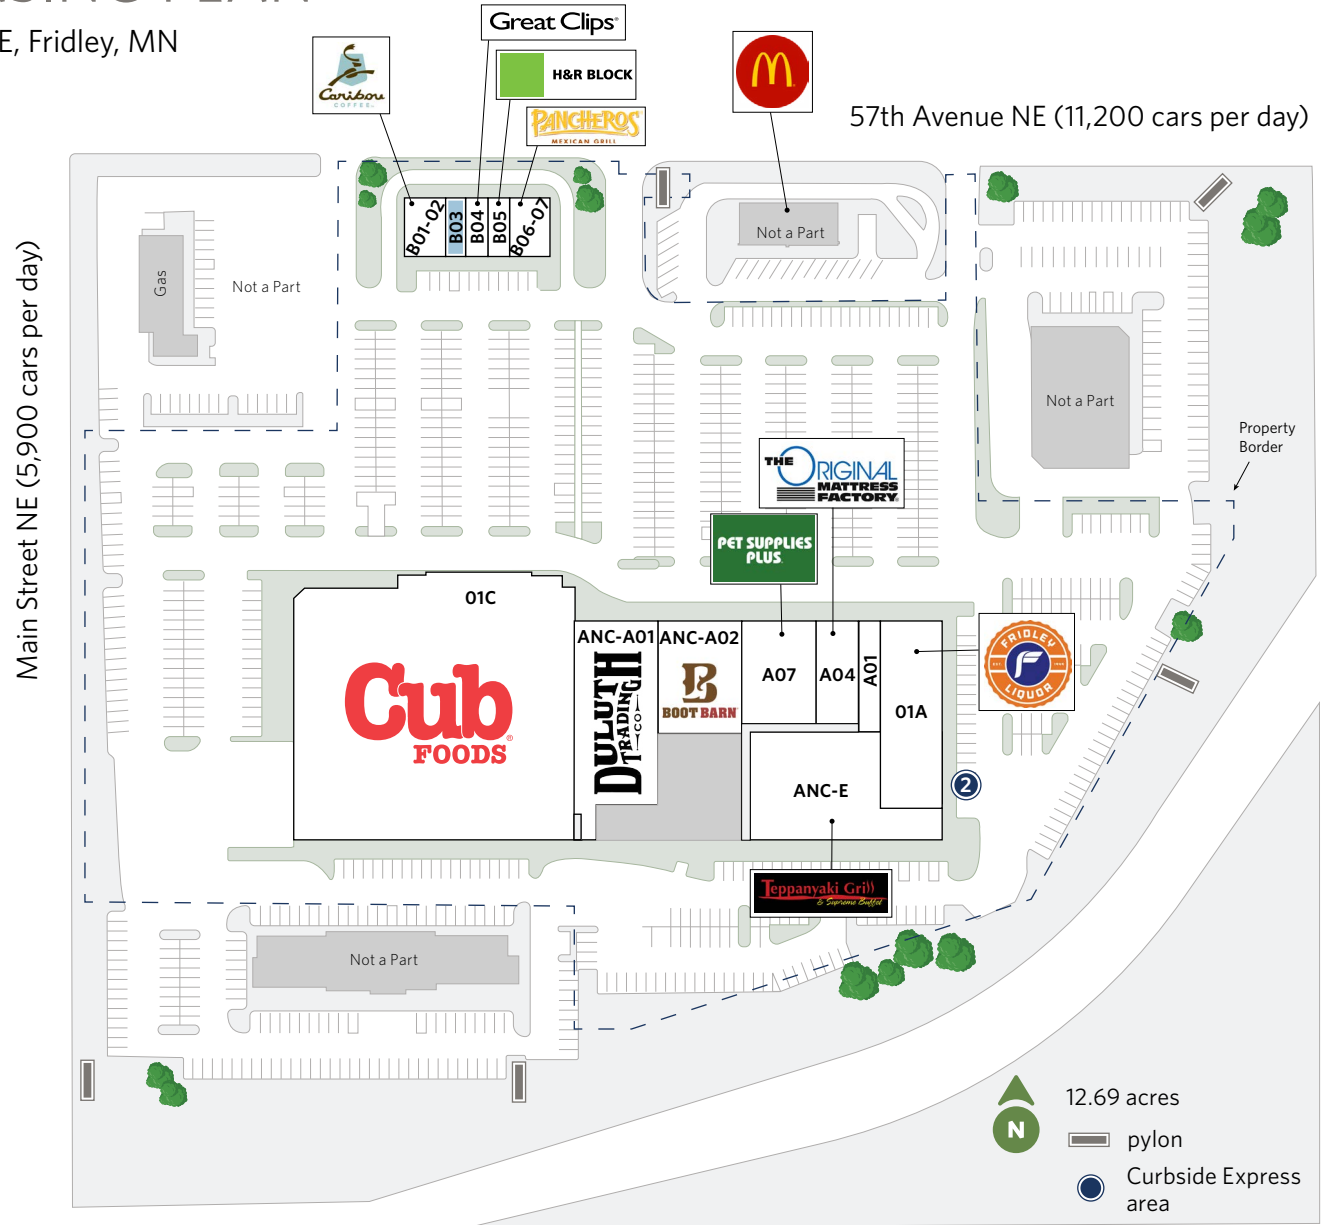 E, Fridley, MN
Great Clips
H&R BLOCK
Caribou
COFFEE
PANCHEROS
MEXICAN GRILL
57th Avenue NE (11,200 cars per day)
Main Street NE (5,900 cars per day)
B01-02
B03
B04
B05
B06-07
Not a Part
Gas
Not a Part
Not a Part
Property
Border
THE ORIGINAL
MATTRESS
FACTORY
PET SUPPLIES
PLUS
01C
Cub
FOODS
ANC-A01
DULUTH
TRADING
CO
ANC-A02
B
BOOT BARN
A07
A04
A01
01A
FRIDLEY
F
LIQUOR
ANC-E
2
Teppanyaki Grill
& Supreme Buffet
Not a Part
N
12.69 acres
pylon
Curbside Express
area